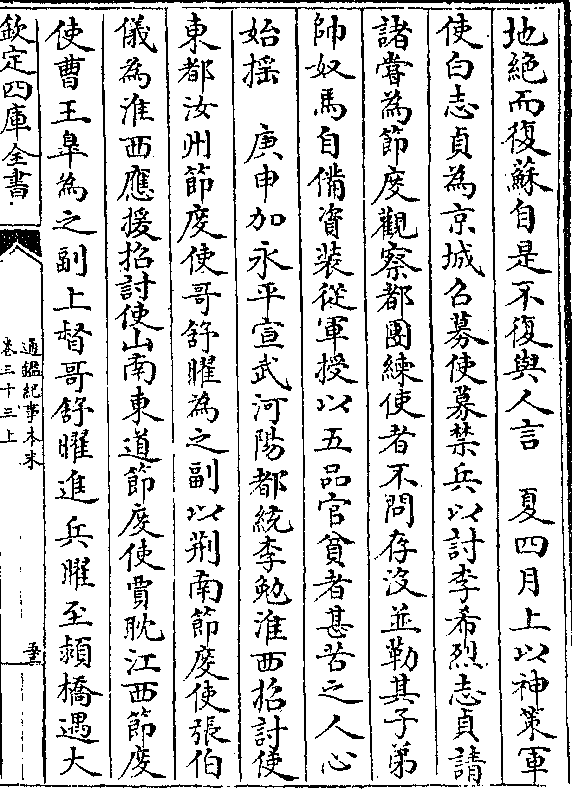 地絶而復蘇自是不復與人言　夏四月上以神策軍
使白志貞為京城召募使募禁兵以討李希烈志貞請
諸嘗為節度觀察都團練使者不問存没並勒其子弟
帥奴馬自備資装從軍授以五品官貧者甚苦之人心
始摇　庚申加永平宣武河陽都統李勉淮西招討使
東都汝州節度使哥舒曜為之副以荆南節度使張伯
儀為淮西應援招討使山南東道節度使賈耽江西節度
使曹王臯為之副上督哥舒曜進兵曜至潁橋遇大
欽定四庫全書
通鑑紀事本末
卷三十三上